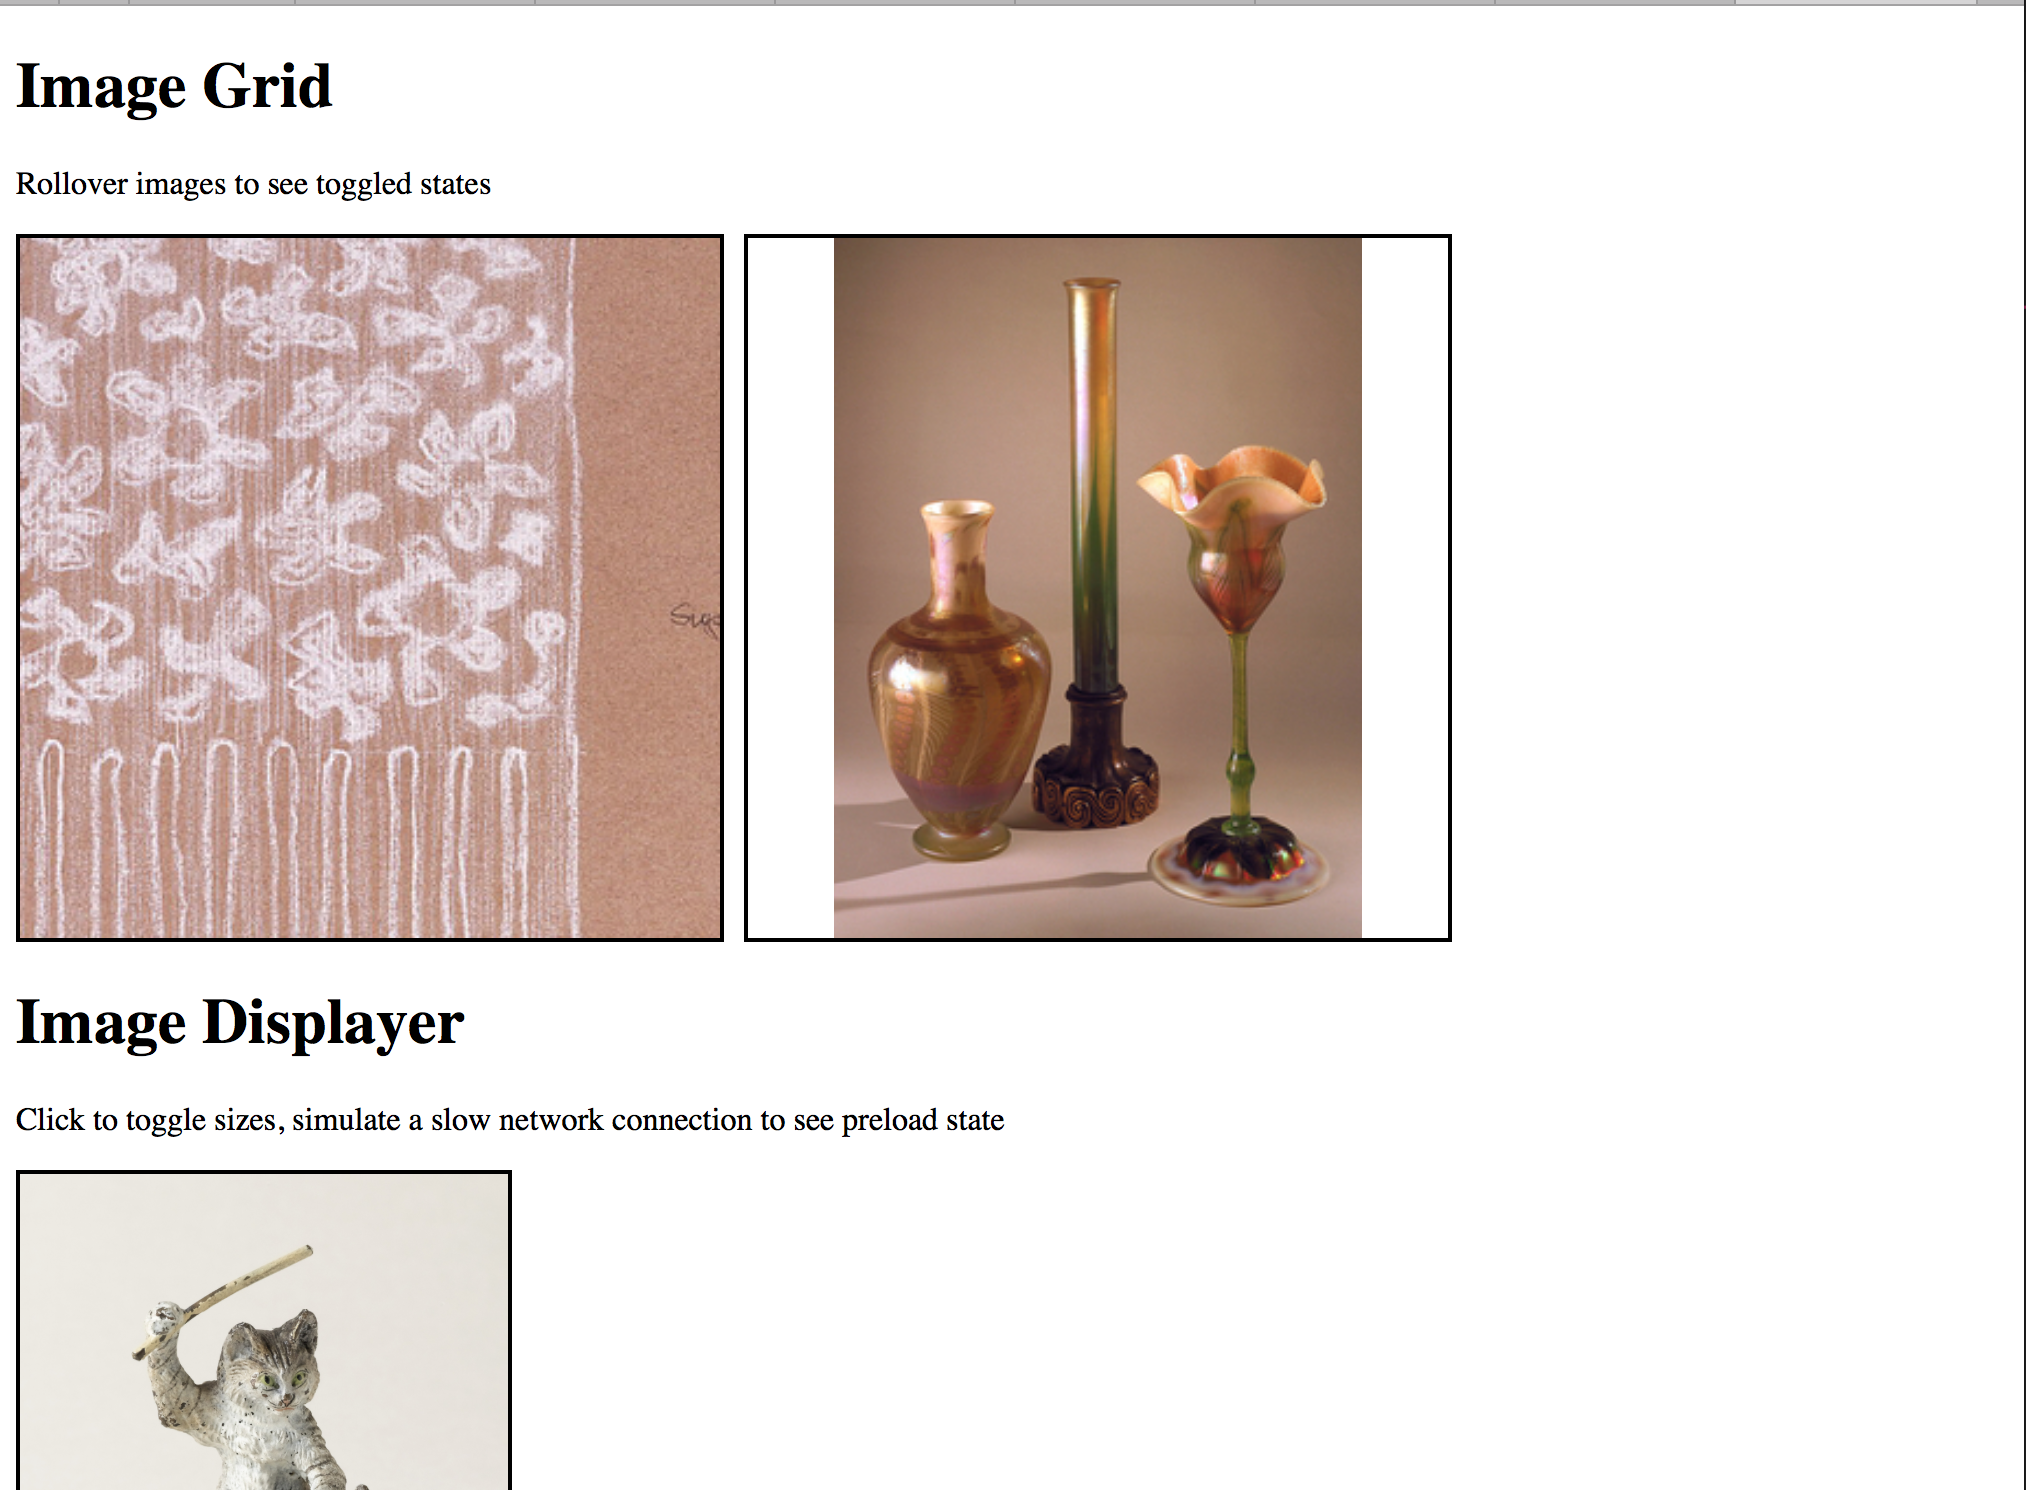 Image Grid
Rollover images to see toggled states
Image Displayer
Click to toggle sizes, simulate a slow network connection to see preload state